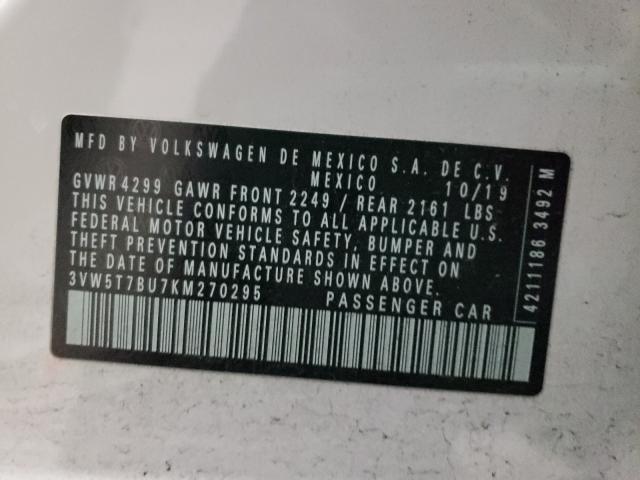 MFD BY VOLKSWAGEN DE MEXICO S.A. DE C.V.
MEXICO 10/19
GVWR 4299 GAWR FRONT 2249 / REAR 2161 LBS
THIS VEHICLE CONFORMS TO ALL APPLICABLE U.S.
FEDERAL MOTOR VEHICLE SAFETY, BUMPER AND
THEFT PREVENTION STANDARDS IN EFFECT ON
THE DATE OF MANUFACTURE SHOWN ABOVE.
3VW5T7BU7KM270295 PASSENGER CAR
42111186 3492 M